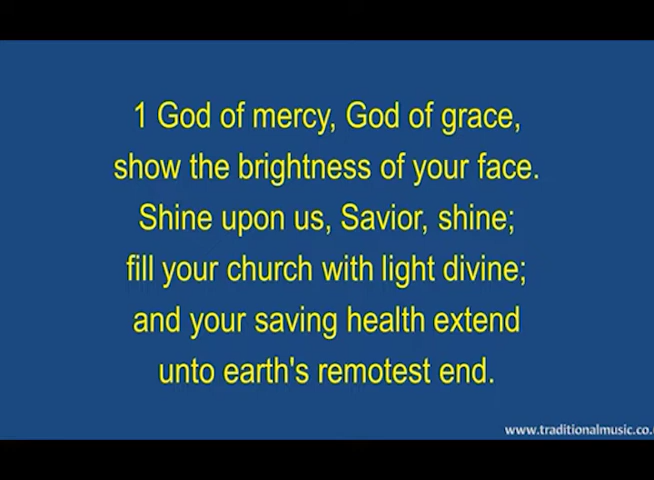 1 God of mercy, God of grace,
show the brightness of your face.
Shine upon us, Savior, shine;
fill your church with light divine;
and your saving health extend
unto earth's remotest end.
www.traditionalmusic.co.